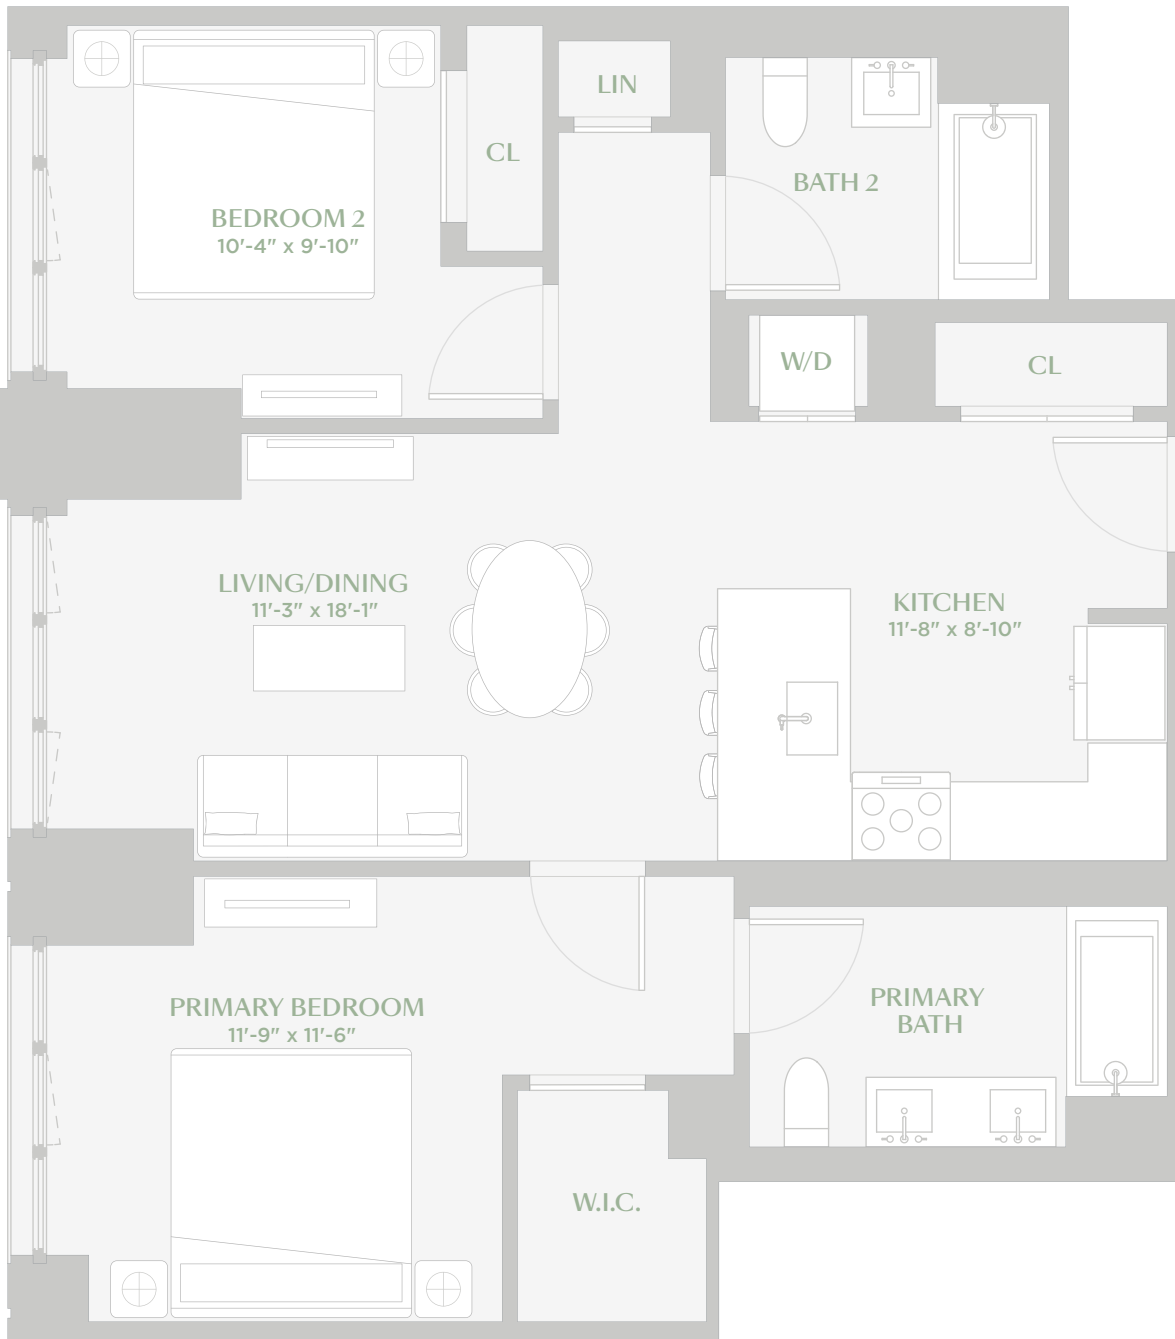 LIN
CL
BATH 2
BEDROOM 2
10'-4" x 9'-10"
W/D
CL
LIVING/DINING
11'-3" x 18'-1"
KITCHEN
11'-8" x 8'-10"
PRIMARY BEDROOM
11'-9" x 11'-6"
PRIMARY
BATH
W.I.C.